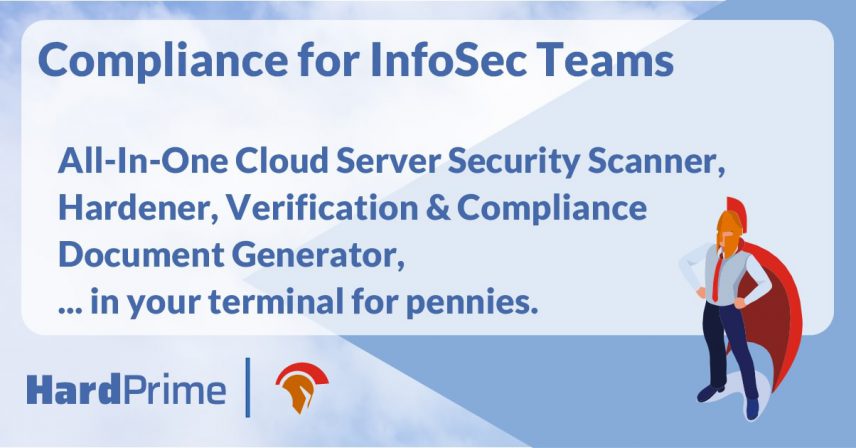 Compliance for InfoSec Teams
All-In-One Cloud Server Security Scanner,
Hardener, Verification & Compliance
Document Generator,
... in your terminal for pennies.
HardPrime